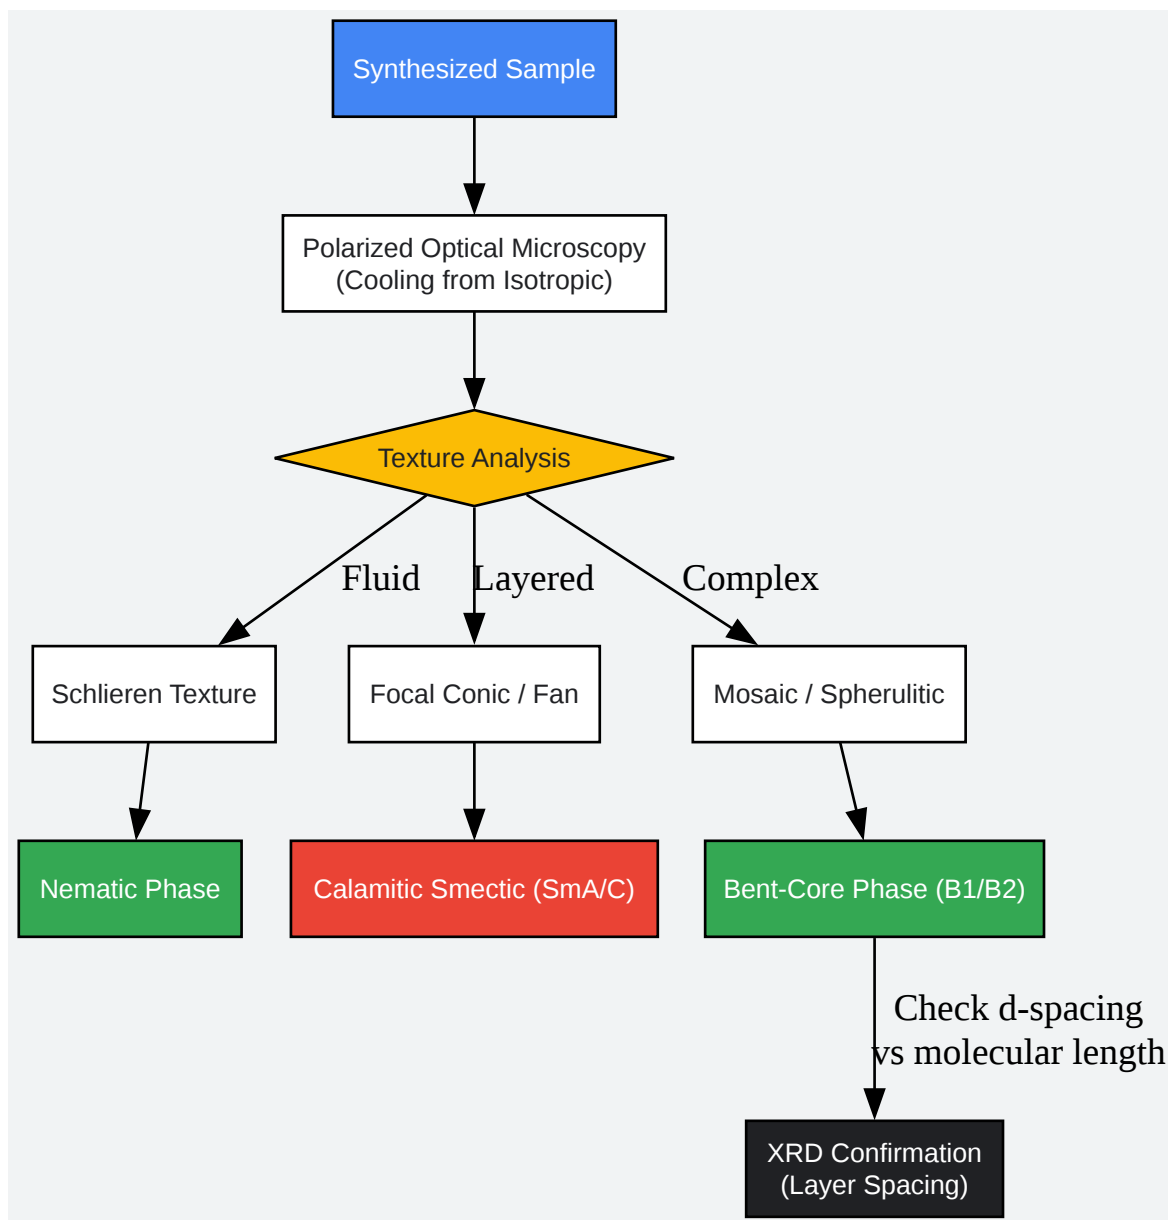 Synthesized Sample
Polarized Optical Microscopy
(Cooling from Isotropic)
Texture Analysis
Fluid
Layered
Complex
Schlieren Texture
Focal Conic / Fan
Mosaic / Spherulitic
Nematic Phase
Calamitic Smectic (SmA/C)
Bent-Core Phase (B1/B2)
Check d-spacing
vs molecular length
XRD Confirmation
(Layer Spacing)